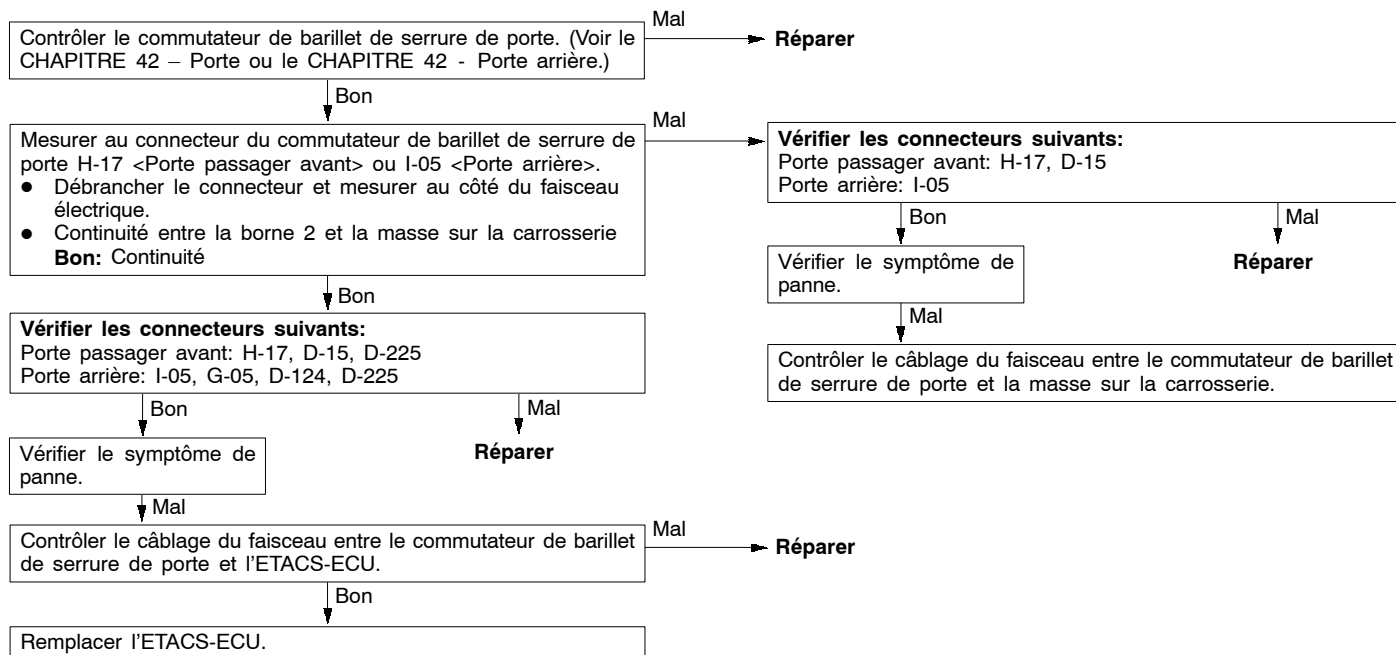 Contrôler le commutateur de barillet de serrure de porte. (Voir le
CHAPITRE 42 – Porte ou le CHAPITRE 42 - Porte arrière.)
Mal
Réparer
Bon
Mesurer au connecteur du commutateur de barillet de serrure de
porte H-17 <Porte passager avant> ou I-05 <Porte arrière>.
● Débrancher le connecteur et mesurer au côté du faisceau
électrique.
● Continuité entre la borne 2 et la masse sur la carrosserie
Bon: Continuité
Mal
Vérifier les connecteurs suivants:
Porte passager avant: H-17, D-15
Porte arrière: I-05
Bon
Mal
Vérifier le symptôme de
panne.
Réparer
Mal
Contrôler le câblage du faisceau entre le commutateur de barillet
de serrure de porte et la masse sur la carrosserie.
Bon
Vérifier les connecteurs suivants:
Porte passager avant: H-17, D-15, D-225
Porte arrière: I-05, G-05, D-124, D-225
Bon
Mal
Vérifier le symptôme de
panne.
Réparer
Mal
Contrôler le câblage du faisceau entre le commutateur de barillet
de serrure de porte et l'ETACS-ECU.
Mal
Réparer
Bon
Remplacer l'ETACS-ECU.